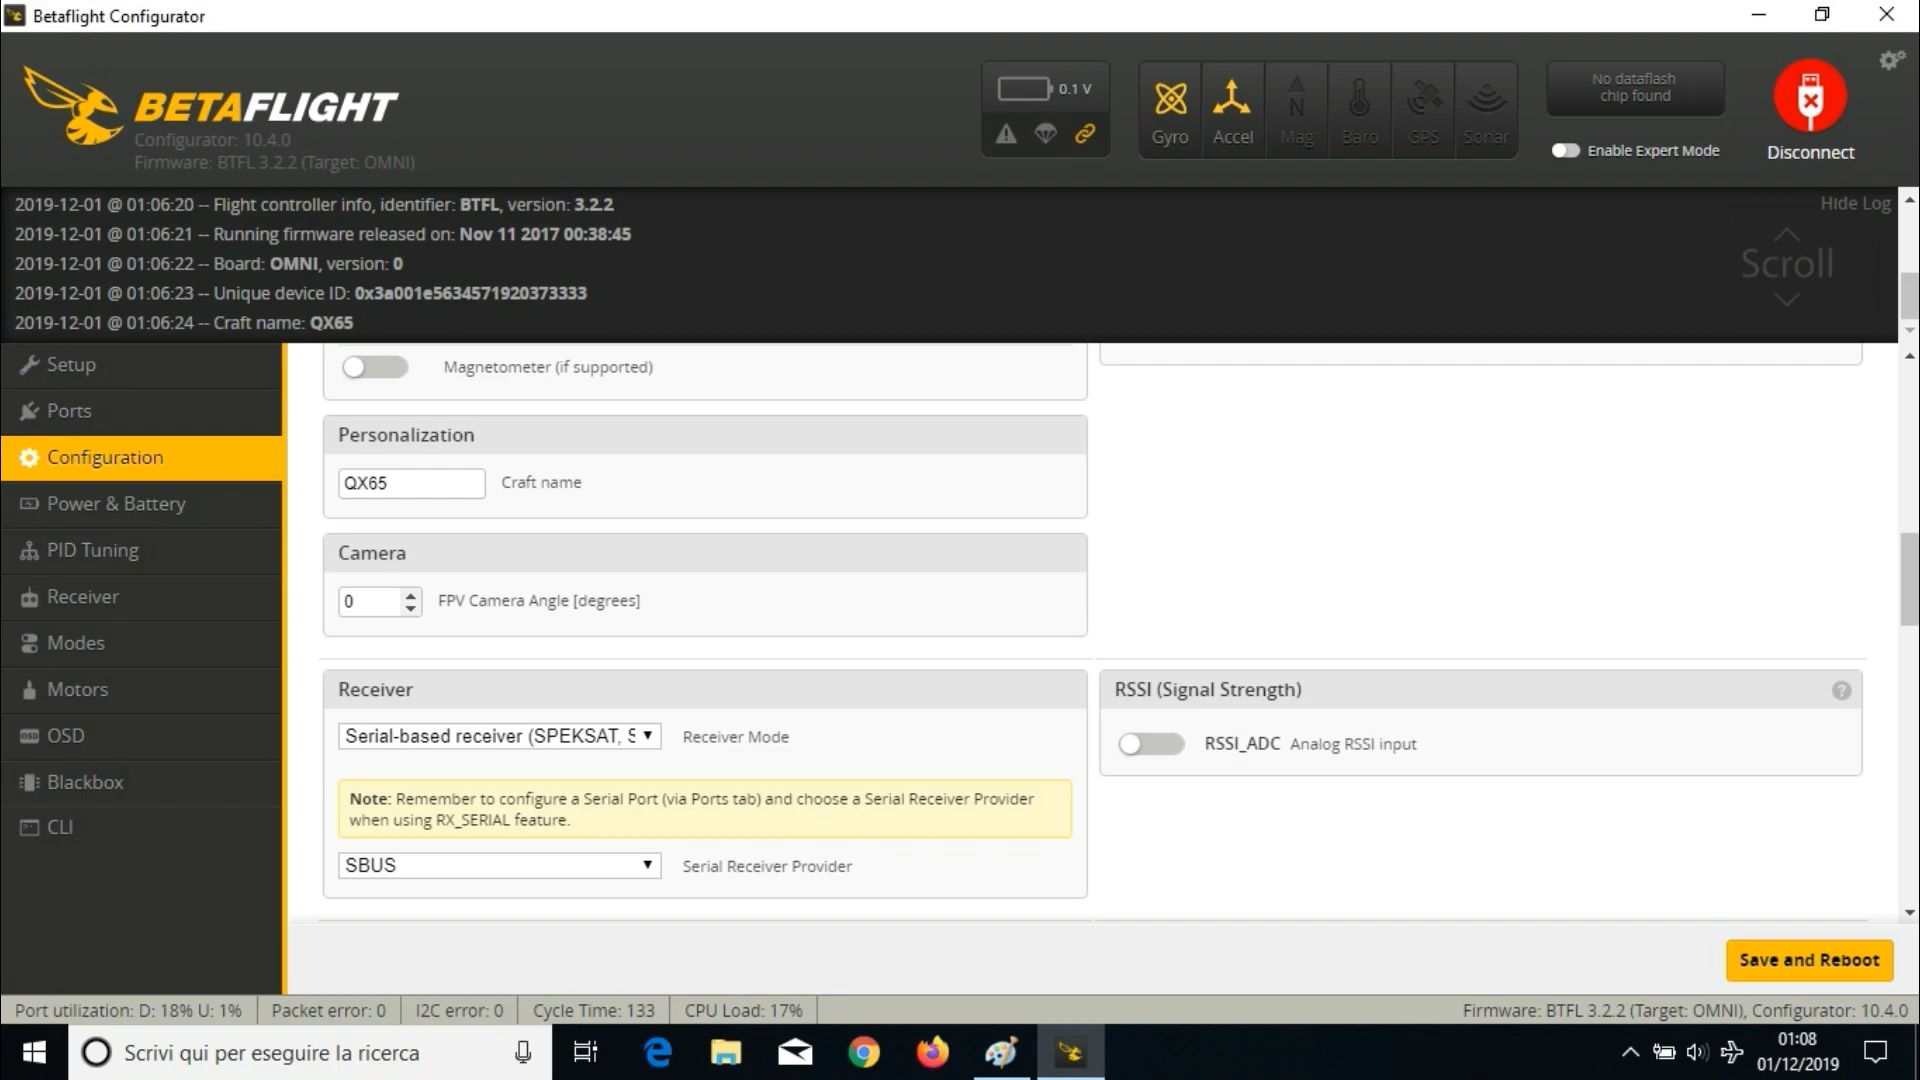 Betaflight Configurator
BETAFLIGHT
Configurator: 10.4.0
Firmware: BTFL 3.2.2 (Target: OMNI)
0.1 V
Gyro
Accel
Mag
Baro
GPS
Sonar
No dataflash
chip found
Enable Expert Mode
Disconnect
2019-12-01 @ 01:06:20 -- Flight controller info, identifier: BTFL, version: 3.2.2
2019-12-01 @ 01:06:21 -- Running firmware released on: Nov 11 2017 00:38:45
2019-12-01 @ 01:06:22 -- Board: OMNI, version: 0
2019-12-01 @ 01:06:23 -- Unique device ID: 0x3a001e5634571920373333
2019-12-01 @ 01:06:24 -- Craft name: QX65
Hide Log
Scroll
Setup
Ports
Configuration
Power & Battery
PID Tuning
Receiver
Modes
Motors
OSD
Blackbox
CLI
Magnetometer (if supported)
Personalization
QX65 Craft name
Camera
0 FPV Camera Angle [degrees]
Receiver
Serial-based receiver (SPEKSAT, S Receiver Mode
Note: Remember to configure a Serial Port (via Ports tab) and choose a Serial Receiver Provider
when using RX_SERIAL feature.
SBUS Serial Receiver Provider
RSSI (Signal Strength)
RSSI_ADC Analog RSSI input
Save and Reboot
Port utilization: D: 18% U: 1% Packet error: 0 I2C error: 0 Cycle Time: 133 CPU Load: 17% Firmware: BTFL 3.2.2 (Target: OMNI), Configurator: 10.4.0
Scrivi qui per eseguire la ricerca
01:08
01/12/2019